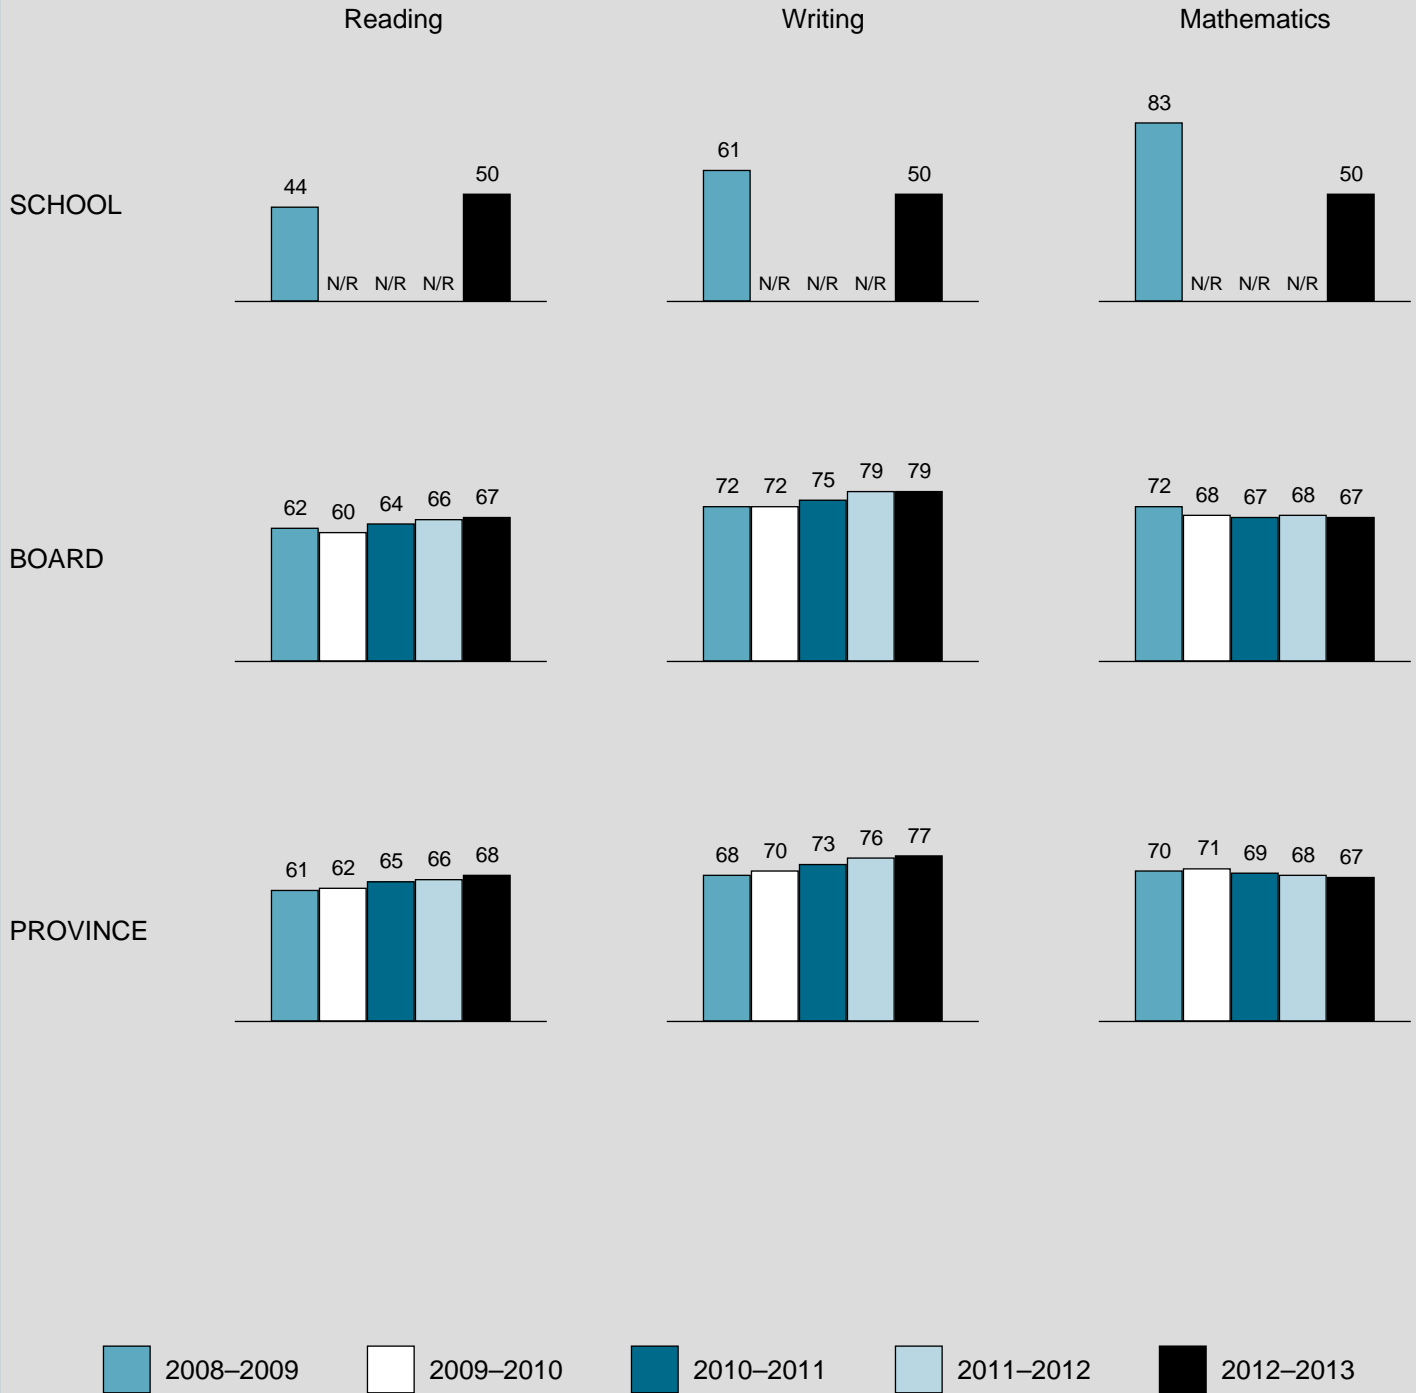 Reading Writing Mathematics
SCHOOL
44 N/R N/R N/R 50
61 N/R N/R N/R 50
83 N/R N/R N/R 50
BOARD
62 60 64 66 67
72 72 75 79 79
72 68 67 68 67
PROVINCE
61 62 65 66 68
68 70 73 76 77
70 71 69 68 67
2008–2009 2009–2010 2010–2011 2011–2012 2012–2013